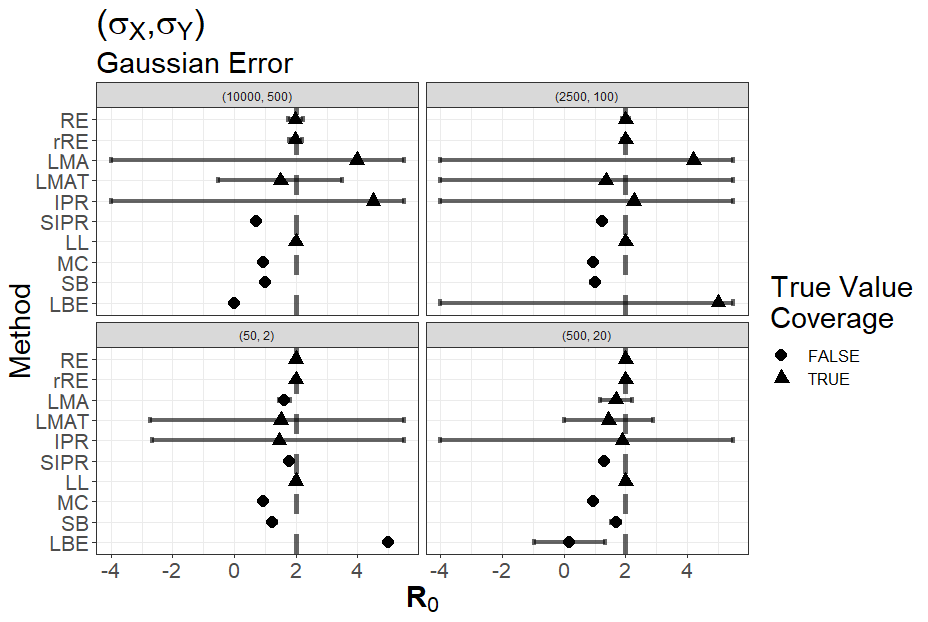 (σX,σY)
Gaussian Error
(10000, 500)
(2500, 100)
RE
rRE
LMA
LMAT
IPR
SIPR
LL
MC
SB
LBE
(50, 2)
(500, 20)
RE
rRE
LMA
LMAT
IPR
SIPR
LL
MC
SB
LBE
-4 -2 0 2 4 -4 -2 0 2 4
R0
Method
True Value
Coverage
FALSE
TRUE